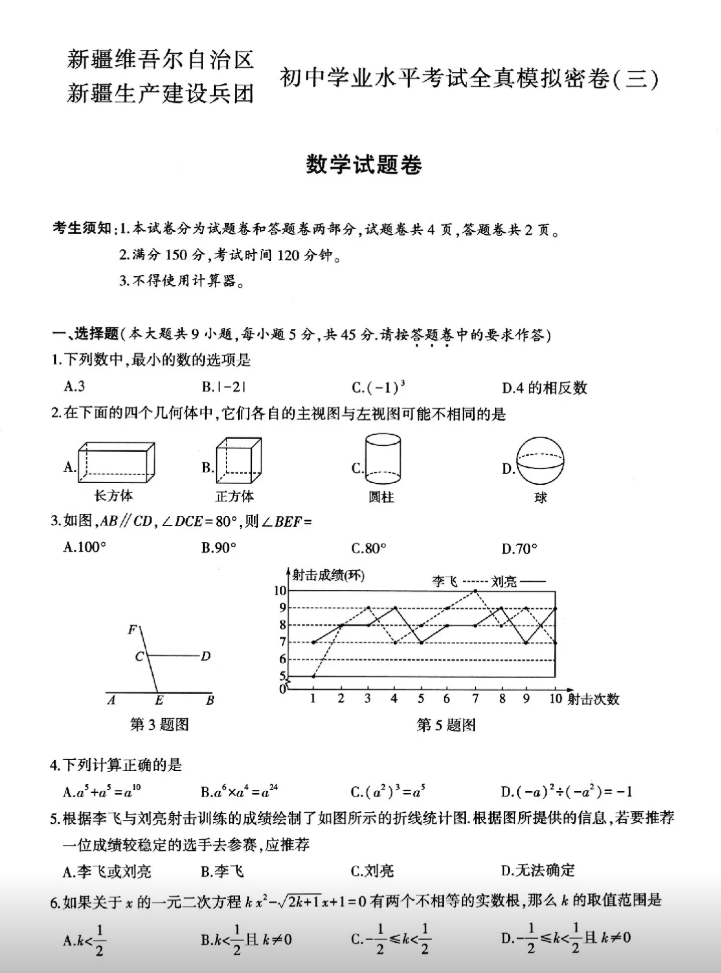 新疆维吾尔自治区
新疆生产建设兵团
初中学业水平考试全真模拟密卷(三)
数学试题卷
考生须知:1.本试卷分为试题卷和答题卷两部分,试题卷共4页,答题卷共2页。
2.满分150分,考试时间120分钟。
3.不得使用计算器。
一、选择题(本大题共9小题,每小题5分,共45分.请按答题卷中的要求作答)
1.下列数中,最小的数的选项是
A.3 B.|-2| C.(-1)³ D.4的相反数
2.在下面的四个几何体中,它们各自的主视图与左视图可能不相同的是
A. B. C. D.
长方体 正方体 圆柱 球
3.如图,AB∥CD,∠DCE=80°,则∠BEF=
A.100° B.90° C.80° D.70°
F
C D
A E B
第3题图
射击成绩(环)
李飞 刘亮
10
9
8
7
6
5
0
1 2 3 4 5 6 7 8 9 10 射击次数
第5题图
4.下列计算正确的是
A.a⁵+a⁵=a¹⁰ B.a⁶×a⁴=a²⁴ C.(a²)³=a⁵ D.(-a)²÷(-a²)=-1
5.根据李飞与刘亮射击训练的成绩绘制了如图所示的折线统计图.根据图所提供的信息,若要推荐
一位成绩较稳定的选手去参赛,应推荐
A.李飞或刘亮 B.李飞 C.刘亮 D.无法确定
6.如果关于x的一元二次方程kx²-√(2k+1)x+1=0有两个不相等的实数根,那么k的取值范围是
A.k<1/2 B.k<1/2且k≠0 C.-1/2≤k<1/2 D.-1/2≤k<1/2且k≠0